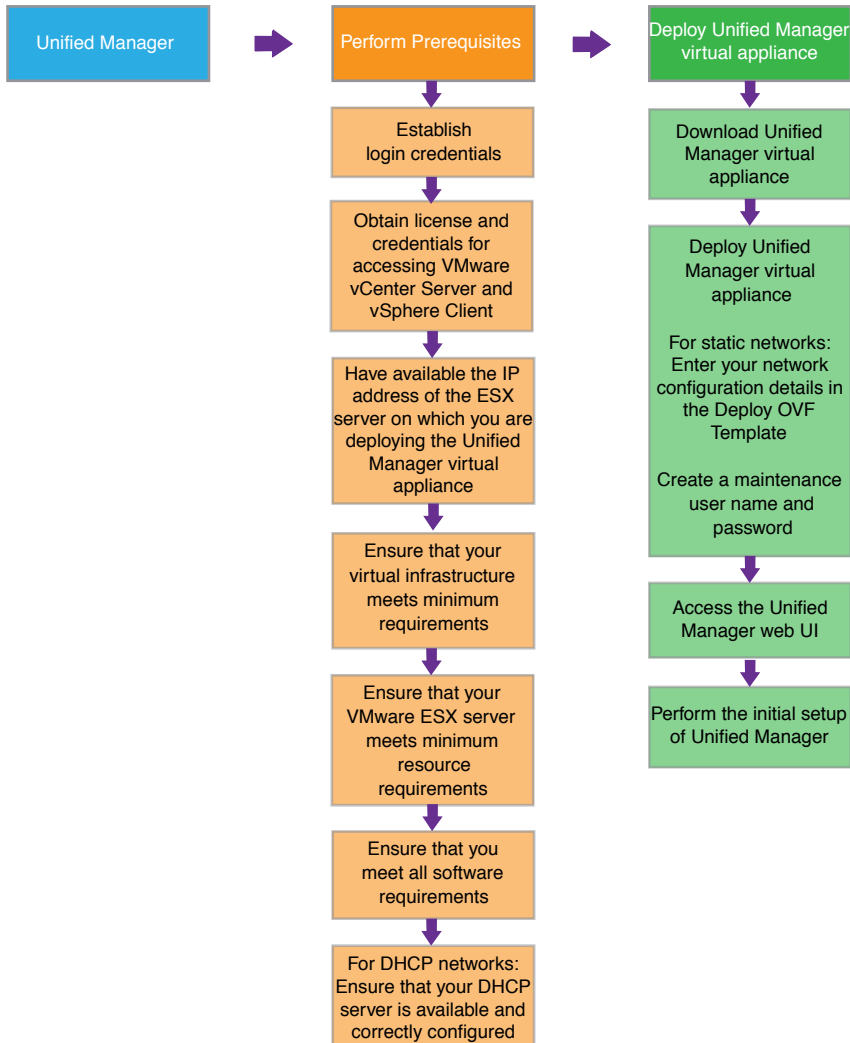 Unified Manager
Perform Prerequisites
Deploy Unified Manager
virtual appliance
Establish
login credentials
Obtain license and
credentials for
accessing VMware
vCenter Server and
vSphere Client
Have available the IP
address of the ESX
server on which you are
deploying the Unified
Manager virtual
appliance
Ensure that your
virtual infrastructure
meets minimum
requirements
Ensure that your
VMware ESX server
meets minimum
resource
requirements
Ensure that you
meet all software
requirements
For DHCP networks:
Ensure that your DHCP
server is available and
correctly configured
Download Unified
Manager virtual
appliance
Deploy Unified
Manager virtual
appliance
For static networks:
Enter your network
configuration details in
the Deploy OVF
Template
Create a maintenance
user name and
password
Access the Unified
Manager web UI
Perform the initial setup
of Unified Manager